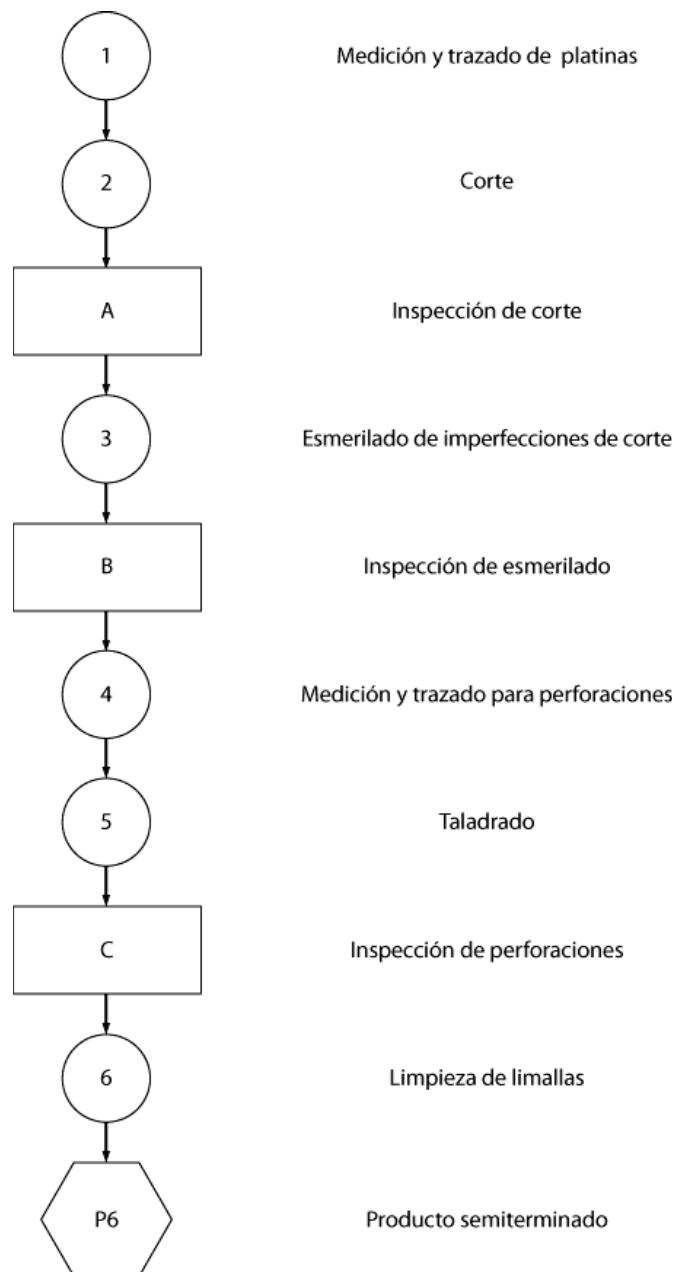 1 Medición y trazado de platinas
2 Corte
A Inspección de corte
3 Esmerilado de imperfecciones de corte
B Inspección de esmerilado
4 Medición y trazado para perforaciones
5 Taladrado
C Inspección de perforaciones
6 Limpieza de limallas
P6 Producto semiterminado